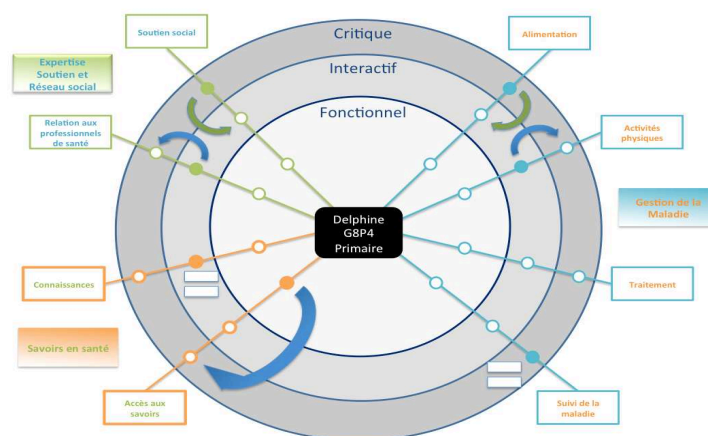 Soutien social
Critique
Alimentation
Expertise
Soutien et
Réseau social
Interactif
Fonctionnel
Relation aux
professionnels
de santé
Activités
physiques
Delphine
G8P4
Primaire
Gestion de la
Maladie
Connaissances
Traitement
Savoirs en santé
Accès aux
savoirs
Suivi de la
maladie